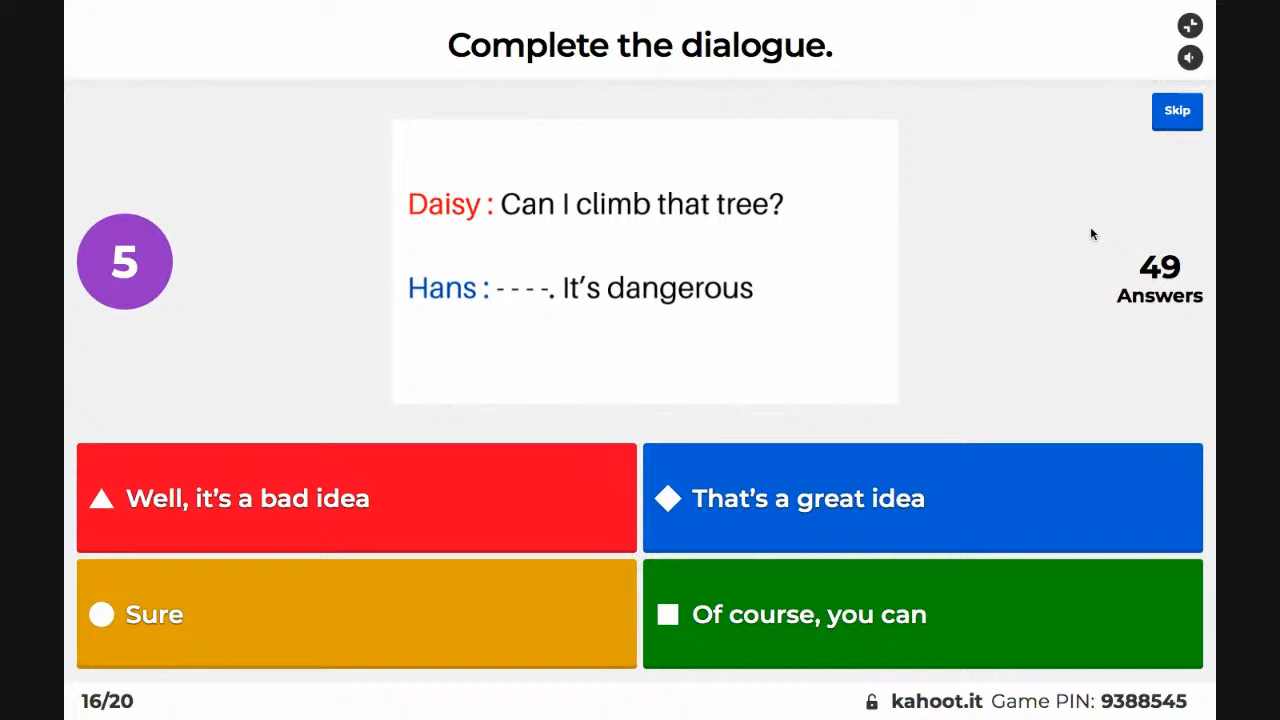 Complete the dialogue.
Skip
Daisy : Can I climb that tree?
5
Hans : - - - -. It’s dangerous
49
Answers
Well, it’s a bad idea
That’s a great idea
Sure
Of course, you can
16/20
kahoot.it Game PIN: 9388545